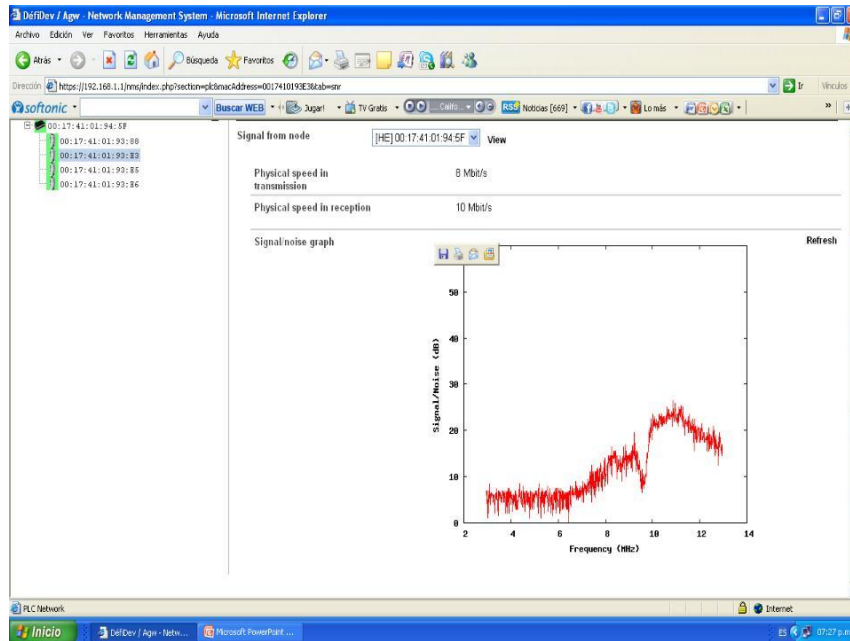 DéfiDev / Agw - Network Management System - Microsoft Internet Explorer
Archivo Edición Ver Favoritos Herramientas Ayuda
Atrás Búsqueda Favoritos
Dirección https://192.168.1.1/nms/index.php?section=plc&macAddress=0017410193E3&tab=snr Ir Vínculos
softonic Buscar WEB Jugar! TV Gratis RSS Noticias [669] Lo más »
00:17:41:01:94:5F
00:17:41:01:93:88
00:17:41:01:93:E3
00:17:41:01:93:E5
00:17:41:01:93:E6
Signal from node [HE] 00:17:41:01:94:5F View
Physical speed in transmission 8 Mbit/s
Physical speed in reception 10 Mbit/s
Signal/noise graph Refresh
50
40
30
20
10
0
Signal/Noise (dB)
2 4 6 8 10 12 14
Frequency (MHz)
PLC Network Internet
Inicio DéfiDev / Agw - Netw... Microsoft PowerPoint ... ES 07:27 p.m.